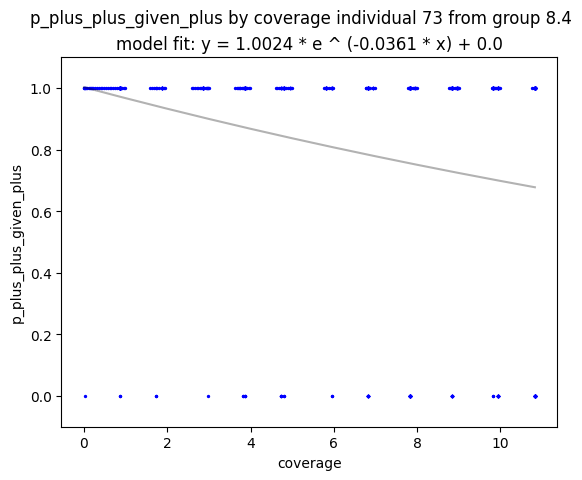 p_plus_plus_given_plus by coverage individual 73 from group 8.4
model fit: y = 1.0024 * e ^ (-0.0361 * x) + 0.0
1.0
0.8
0.6
0.4
0.2
0.0
p_plus_plus_given_plus
0 2 4 6 8 10
coverage